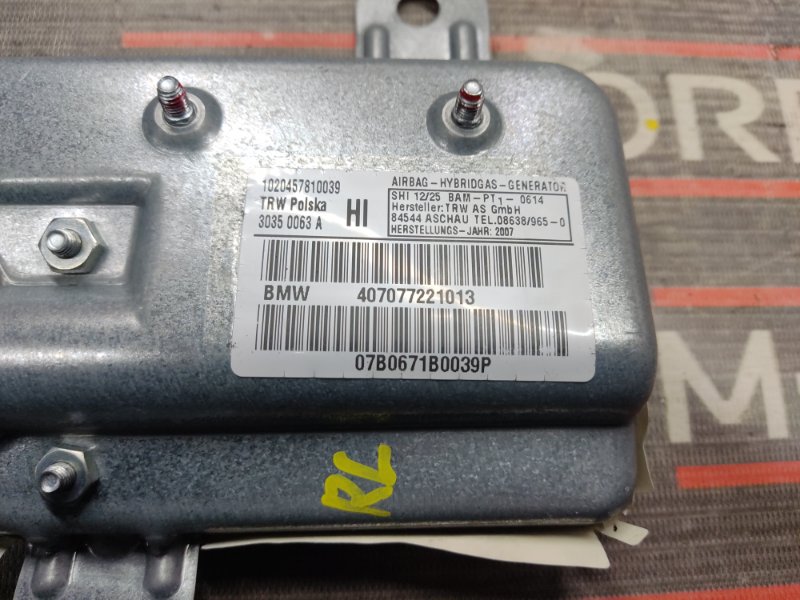 1020457810039
TRW Polska
3035 0063 A
HI
AIRBAG-HYBRIDGAS-GENERATOR
SHI 12/25 BAM-PT1-0614
Hersteller: TRW AS GmbH
84544 ASCHAU TEL.08638/965-0
HERSTELLUNGS-JAHR: 2007
BMW 407077221013
07B0671B0039P
RL